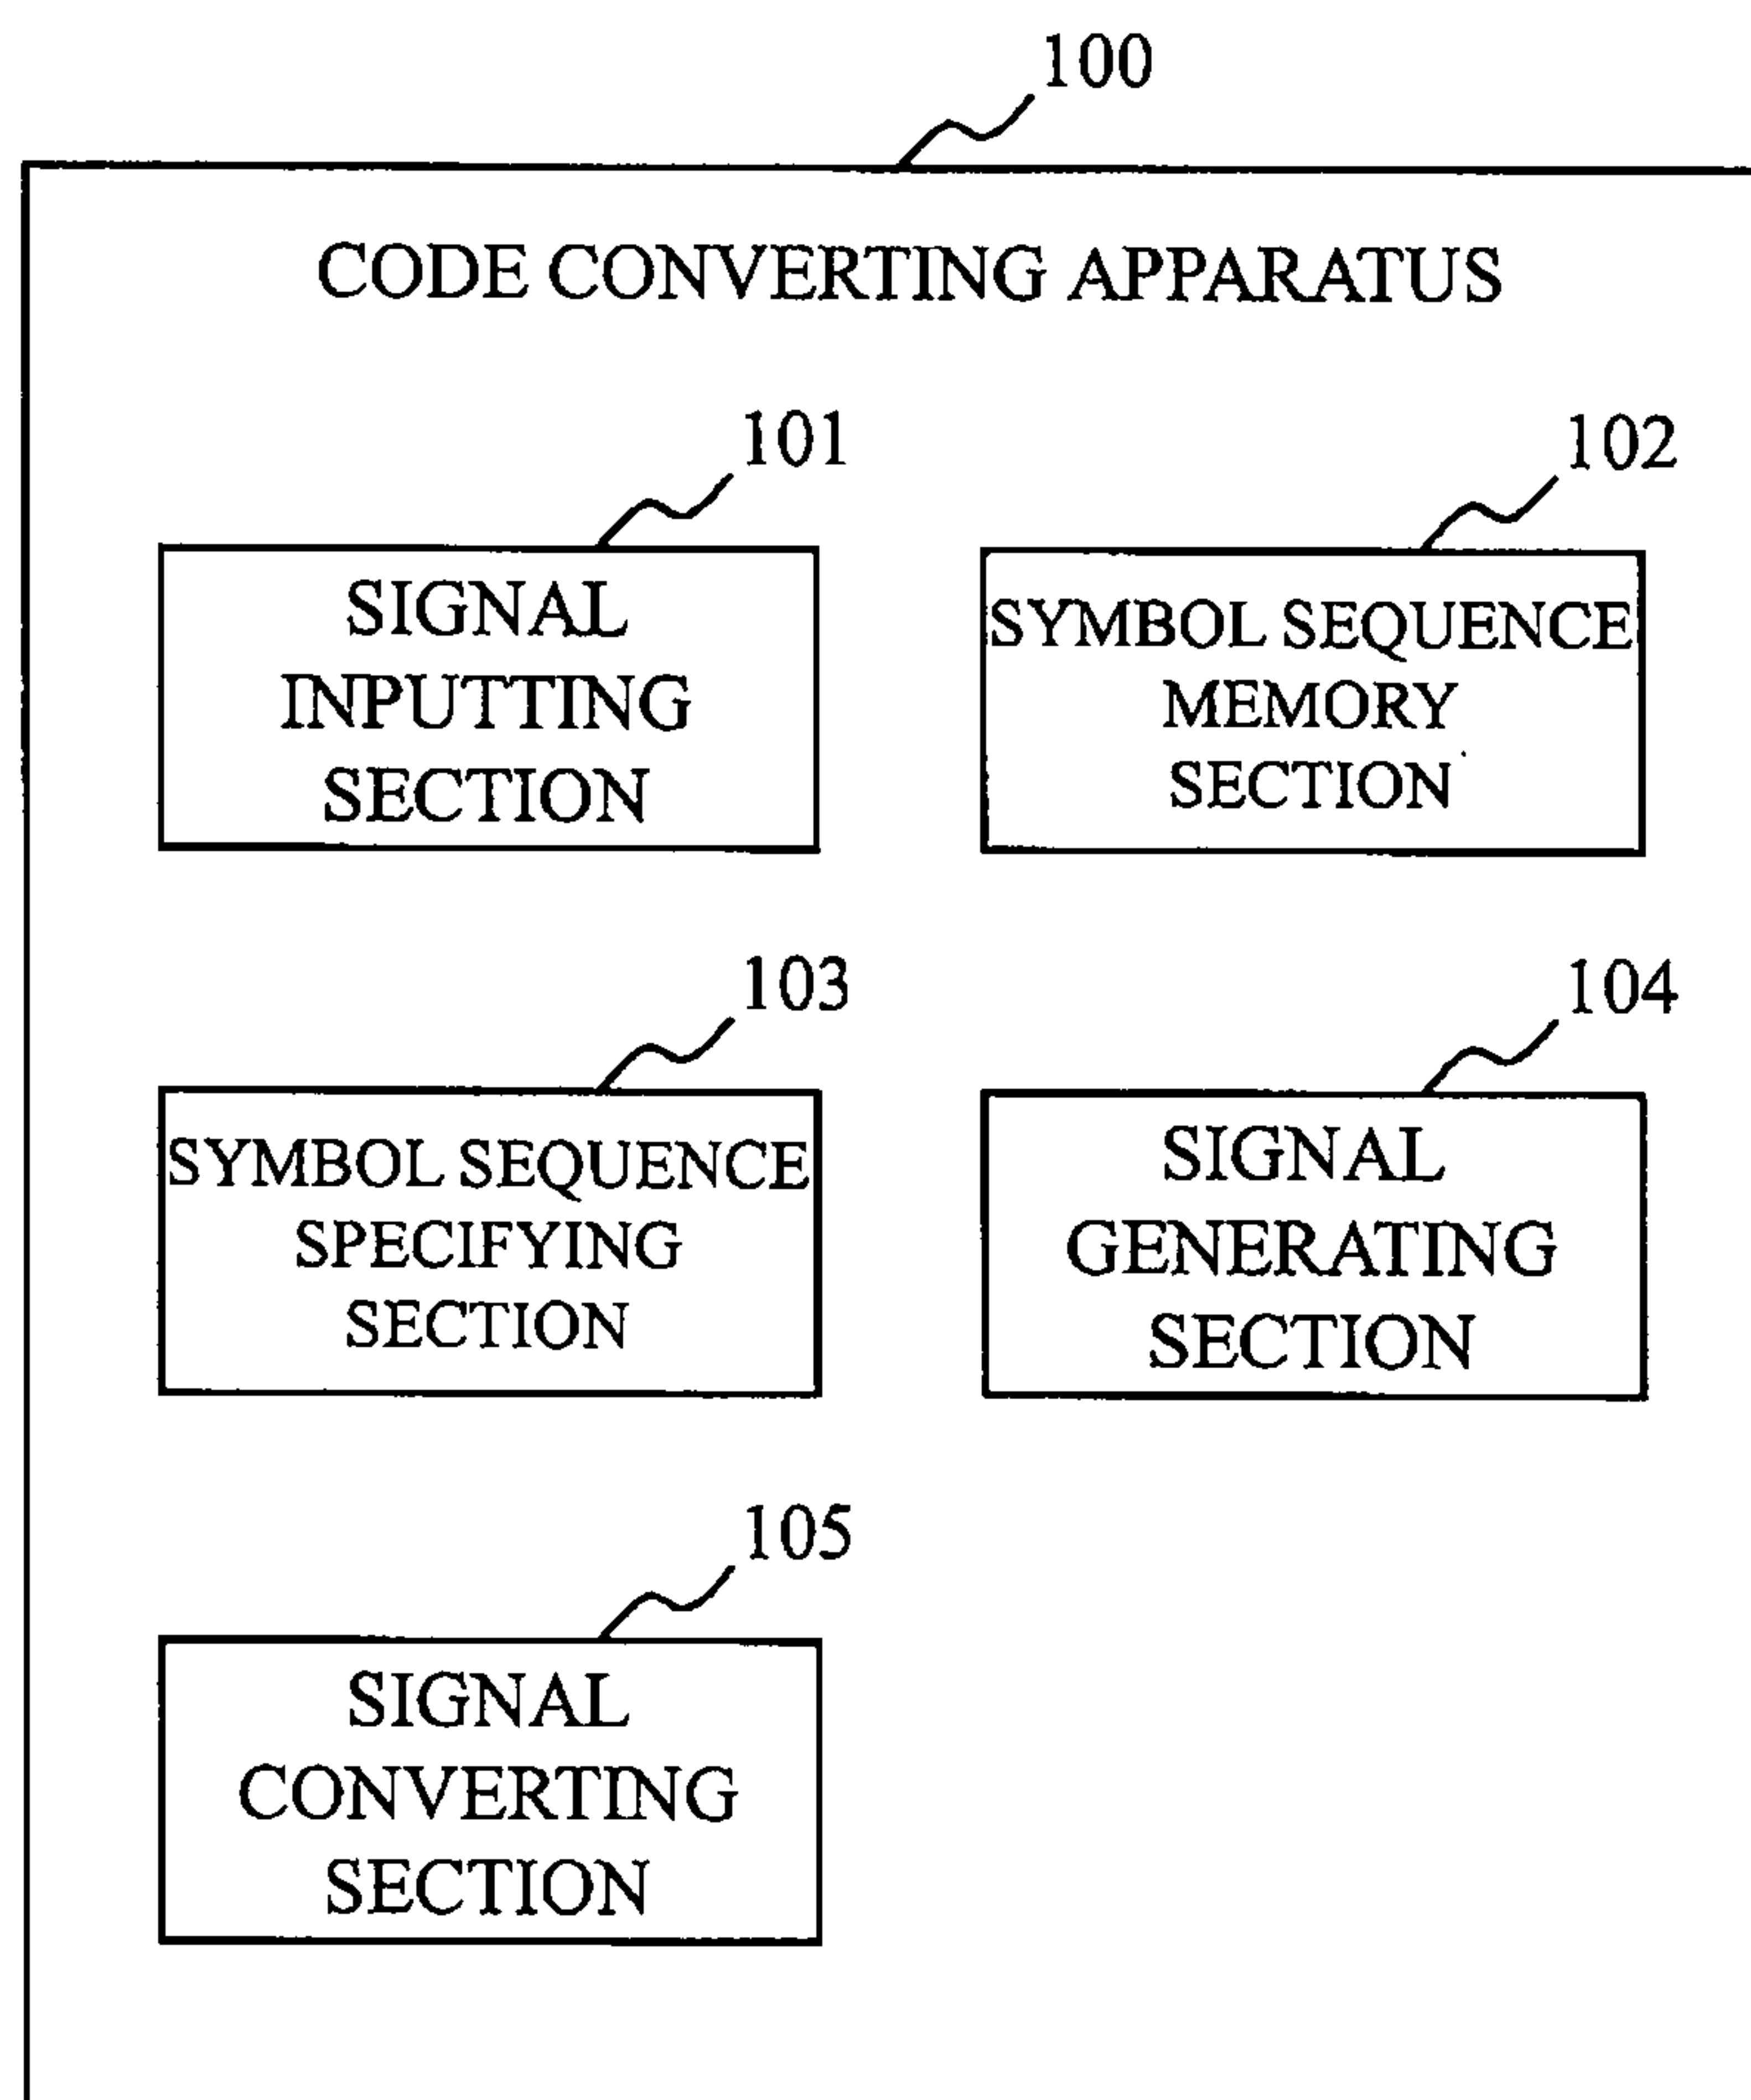 100
CODE CONVERTING APPARATUS
101
SIGNAL
INPUTTING
SECTION
102
SYMBOL SEQUENCE
MEMORY
SECTION
103
SYMBOL SEQUENCE
SPECIFYING
SECTION
104
SIGNAL
GENERATING
SECTION
105
SIGNAL
CONVERTING
SECTION